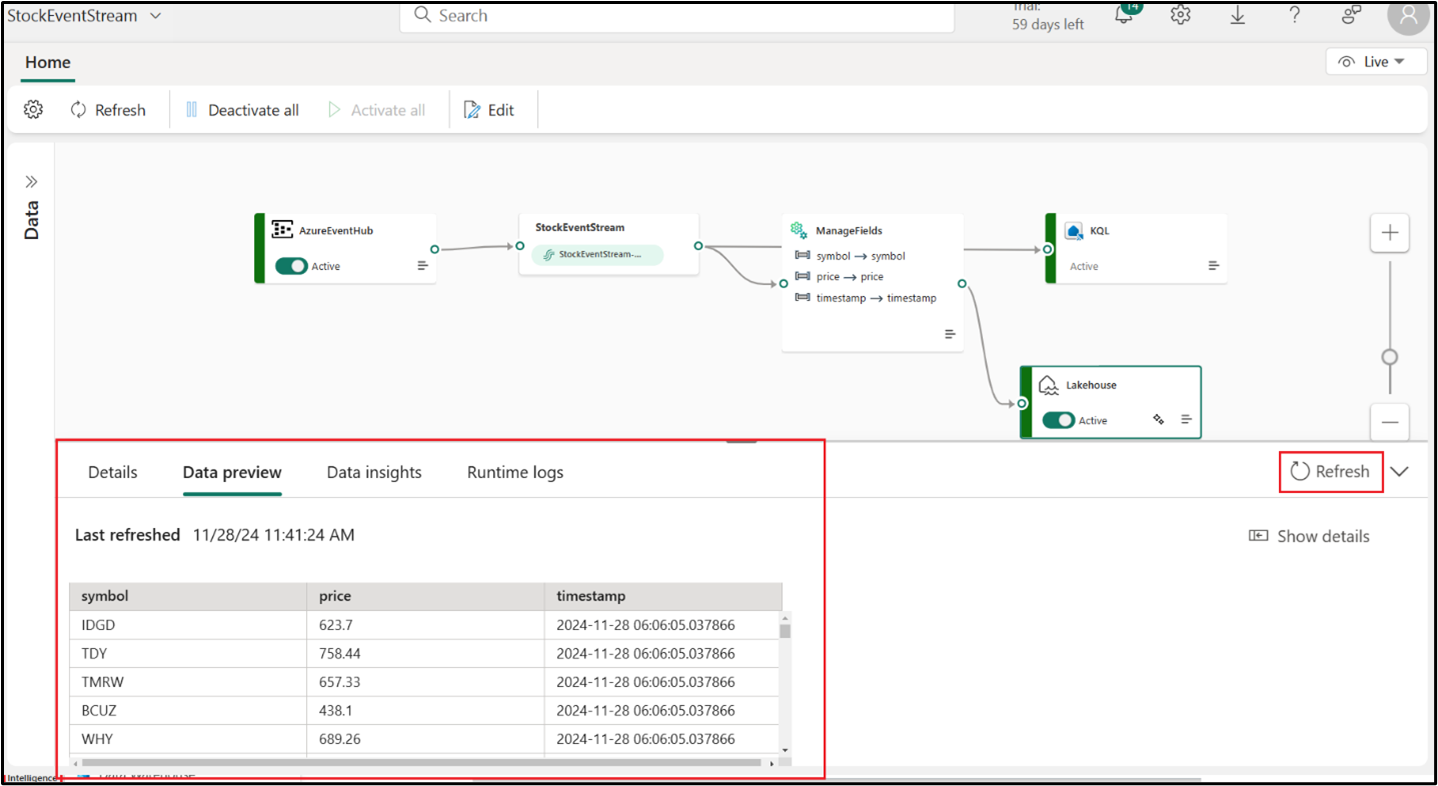 StockEventStream
Search
Trial:
59 days left
14
Home
Live
Refresh
Deactivate all
Activate all
Edit
Data
AzureEventHub
Active
StockEventStream
StockEventStream-...
ManageFields
symbol → symbol
price → price
timestamp → timestamp
KQL
Active
Lakehouse
Active
Details
Data preview
Data insights
Runtime logs
Refresh
Last refreshed 11/28/24 11:41:24 AM
Show details
symbol price timestamp
IDGD 623.7 2024-11-28 06:06:05.037866
TDY 758.44 2024-11-28 06:06:05.037866
TMRW 657.33 2024-11-28 06:06:05.037866
BCUZ 438.1 2024-11-28 06:06:05.037866
WHY 689.26 2024-11-28 06:06:05.037866
Intelligence